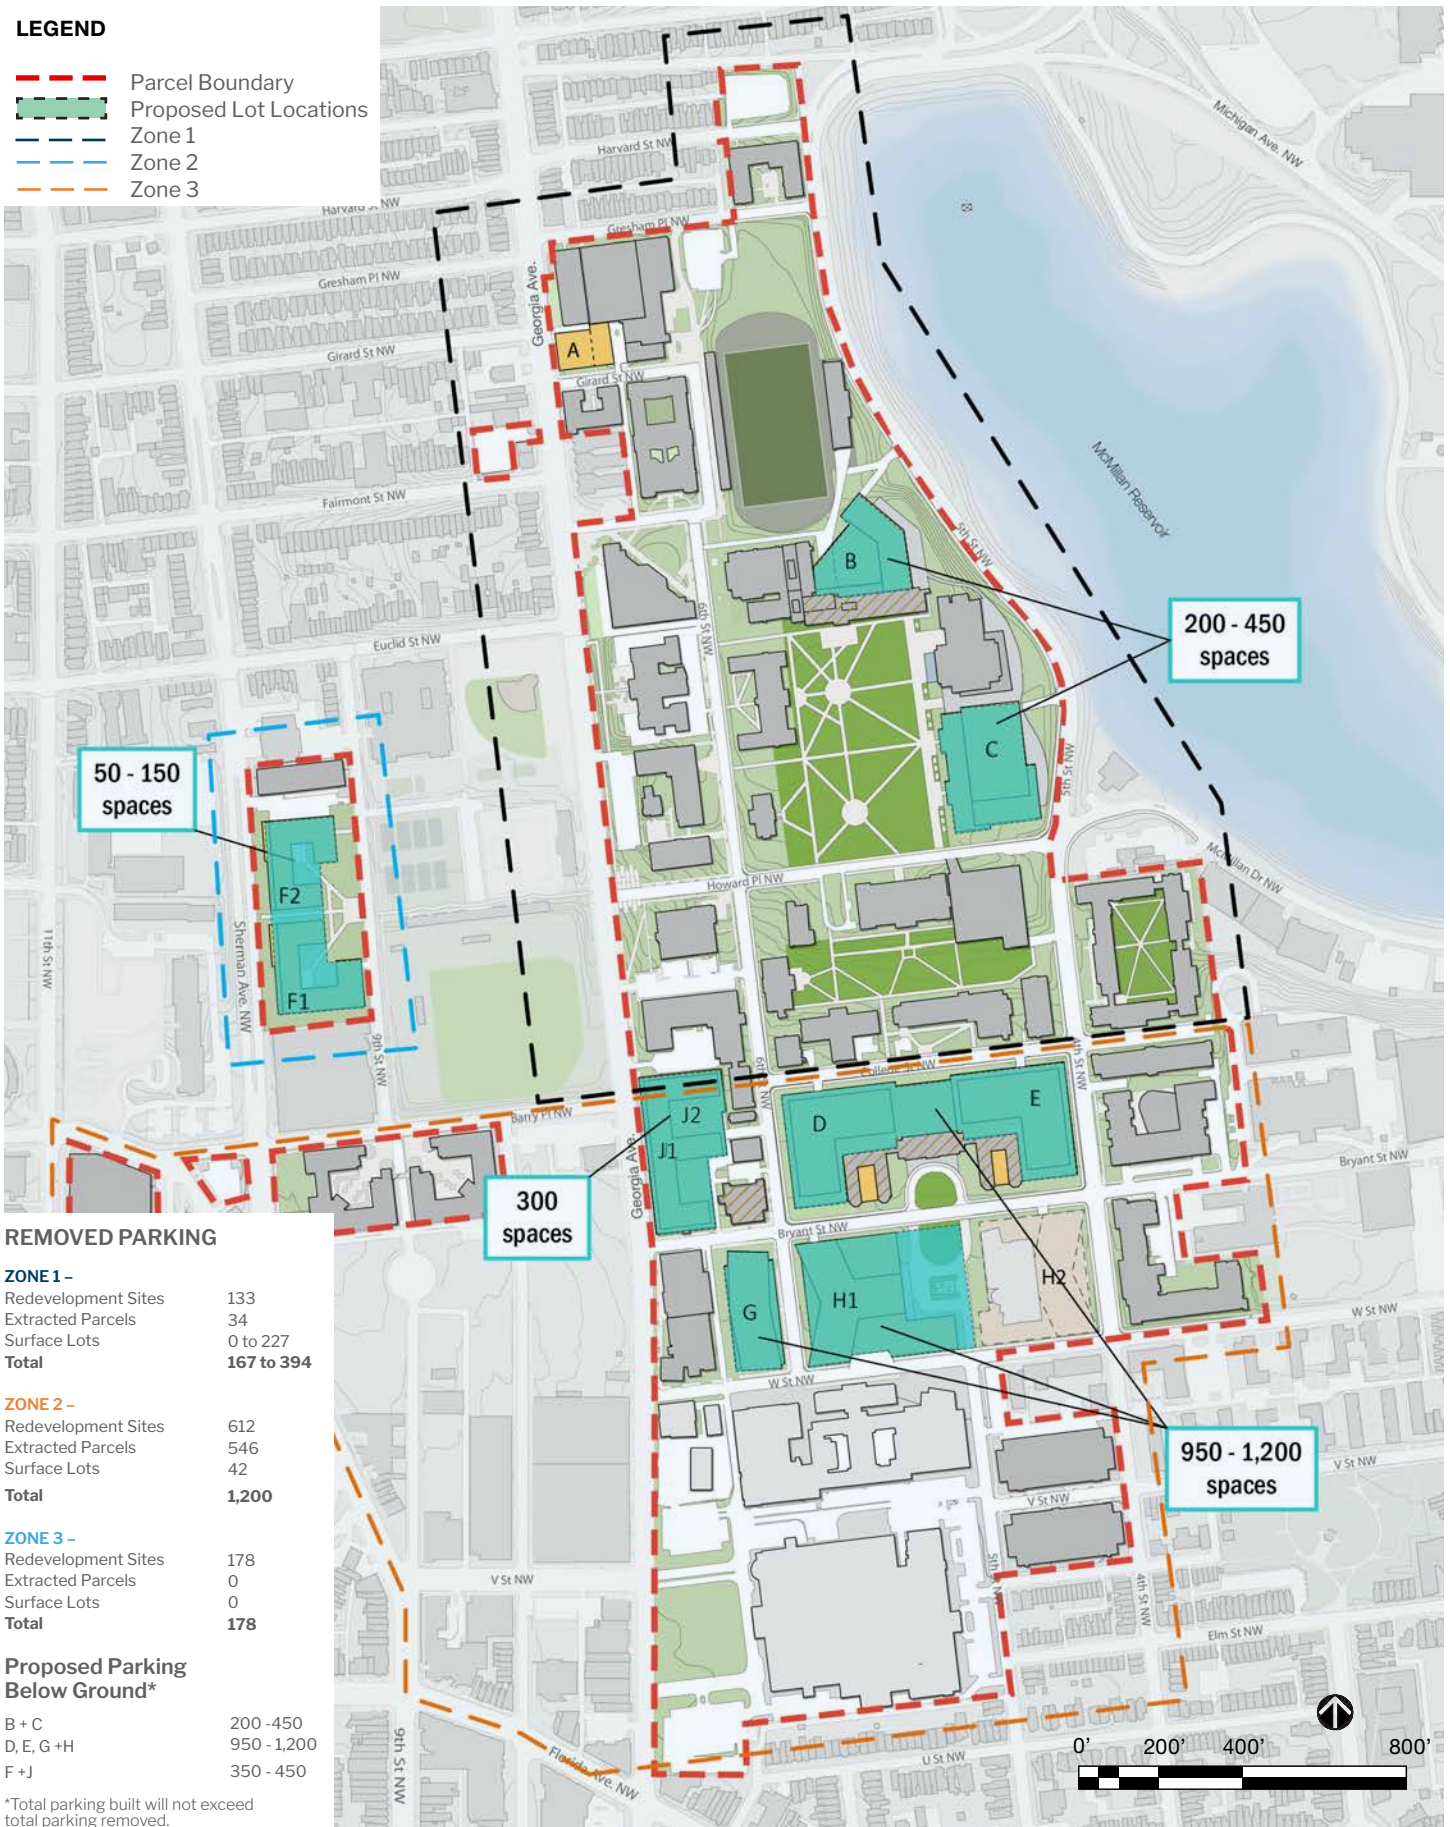 LEGEND
Parcel Boundary
Proposed Lot Locations
Zone 1
Zone 2
Zone 3
Harvard St NW
Michigan Ave. NW
Harvard St NW
Gresham Pl NW
Gresham Pl NW
Georgia Ave.
A
Girard St NW
Girard St NW
McMillan Reservoir
Fairmont St NW
5th St NW
B
200 - 450
spaces
6th St NW
Euclid St NW
C
5th St NW
50 - 150
spaces
McMillan Dr NW
Howard Pl NW
F2
11th St NW
Sherman Ave. NW
F1
9th St NW
4th St NW
College St NW
6th St NW
Barry Pl NW
J2
J1
D
E
Georgia Ave.
Bryant St NW
300
spaces
Bryant St NW
H2
H1
G
W St NW
W St NW
950 - 1,200
spaces
V St NW
V St NW
5th St NW
V St NW
4th St NW
Elm St NW
U St NW
9th St NW
Florida Ave. NW
0' 200' 400' 800'
REMOVED PARKING
ZONE 1 –
Redevelopment Sites 133
Extracted Parcels 34
Surface Lots 0 to 227
Total 167 to 394
ZONE 2 –
Redevelopment Sites 612
Extracted Parcels 546
Surface Lots 42
Total 1,200
ZONE 3 –
Redevelopment Sites 178
Extracted Parcels 0
Surface Lots 0
Total 178
Proposed Parking
Below Ground*
B + C 200 -450
D, E, G +H 950 - 1,200
F +J 350 - 450
*Total parking built will not exceed
total parking removed.